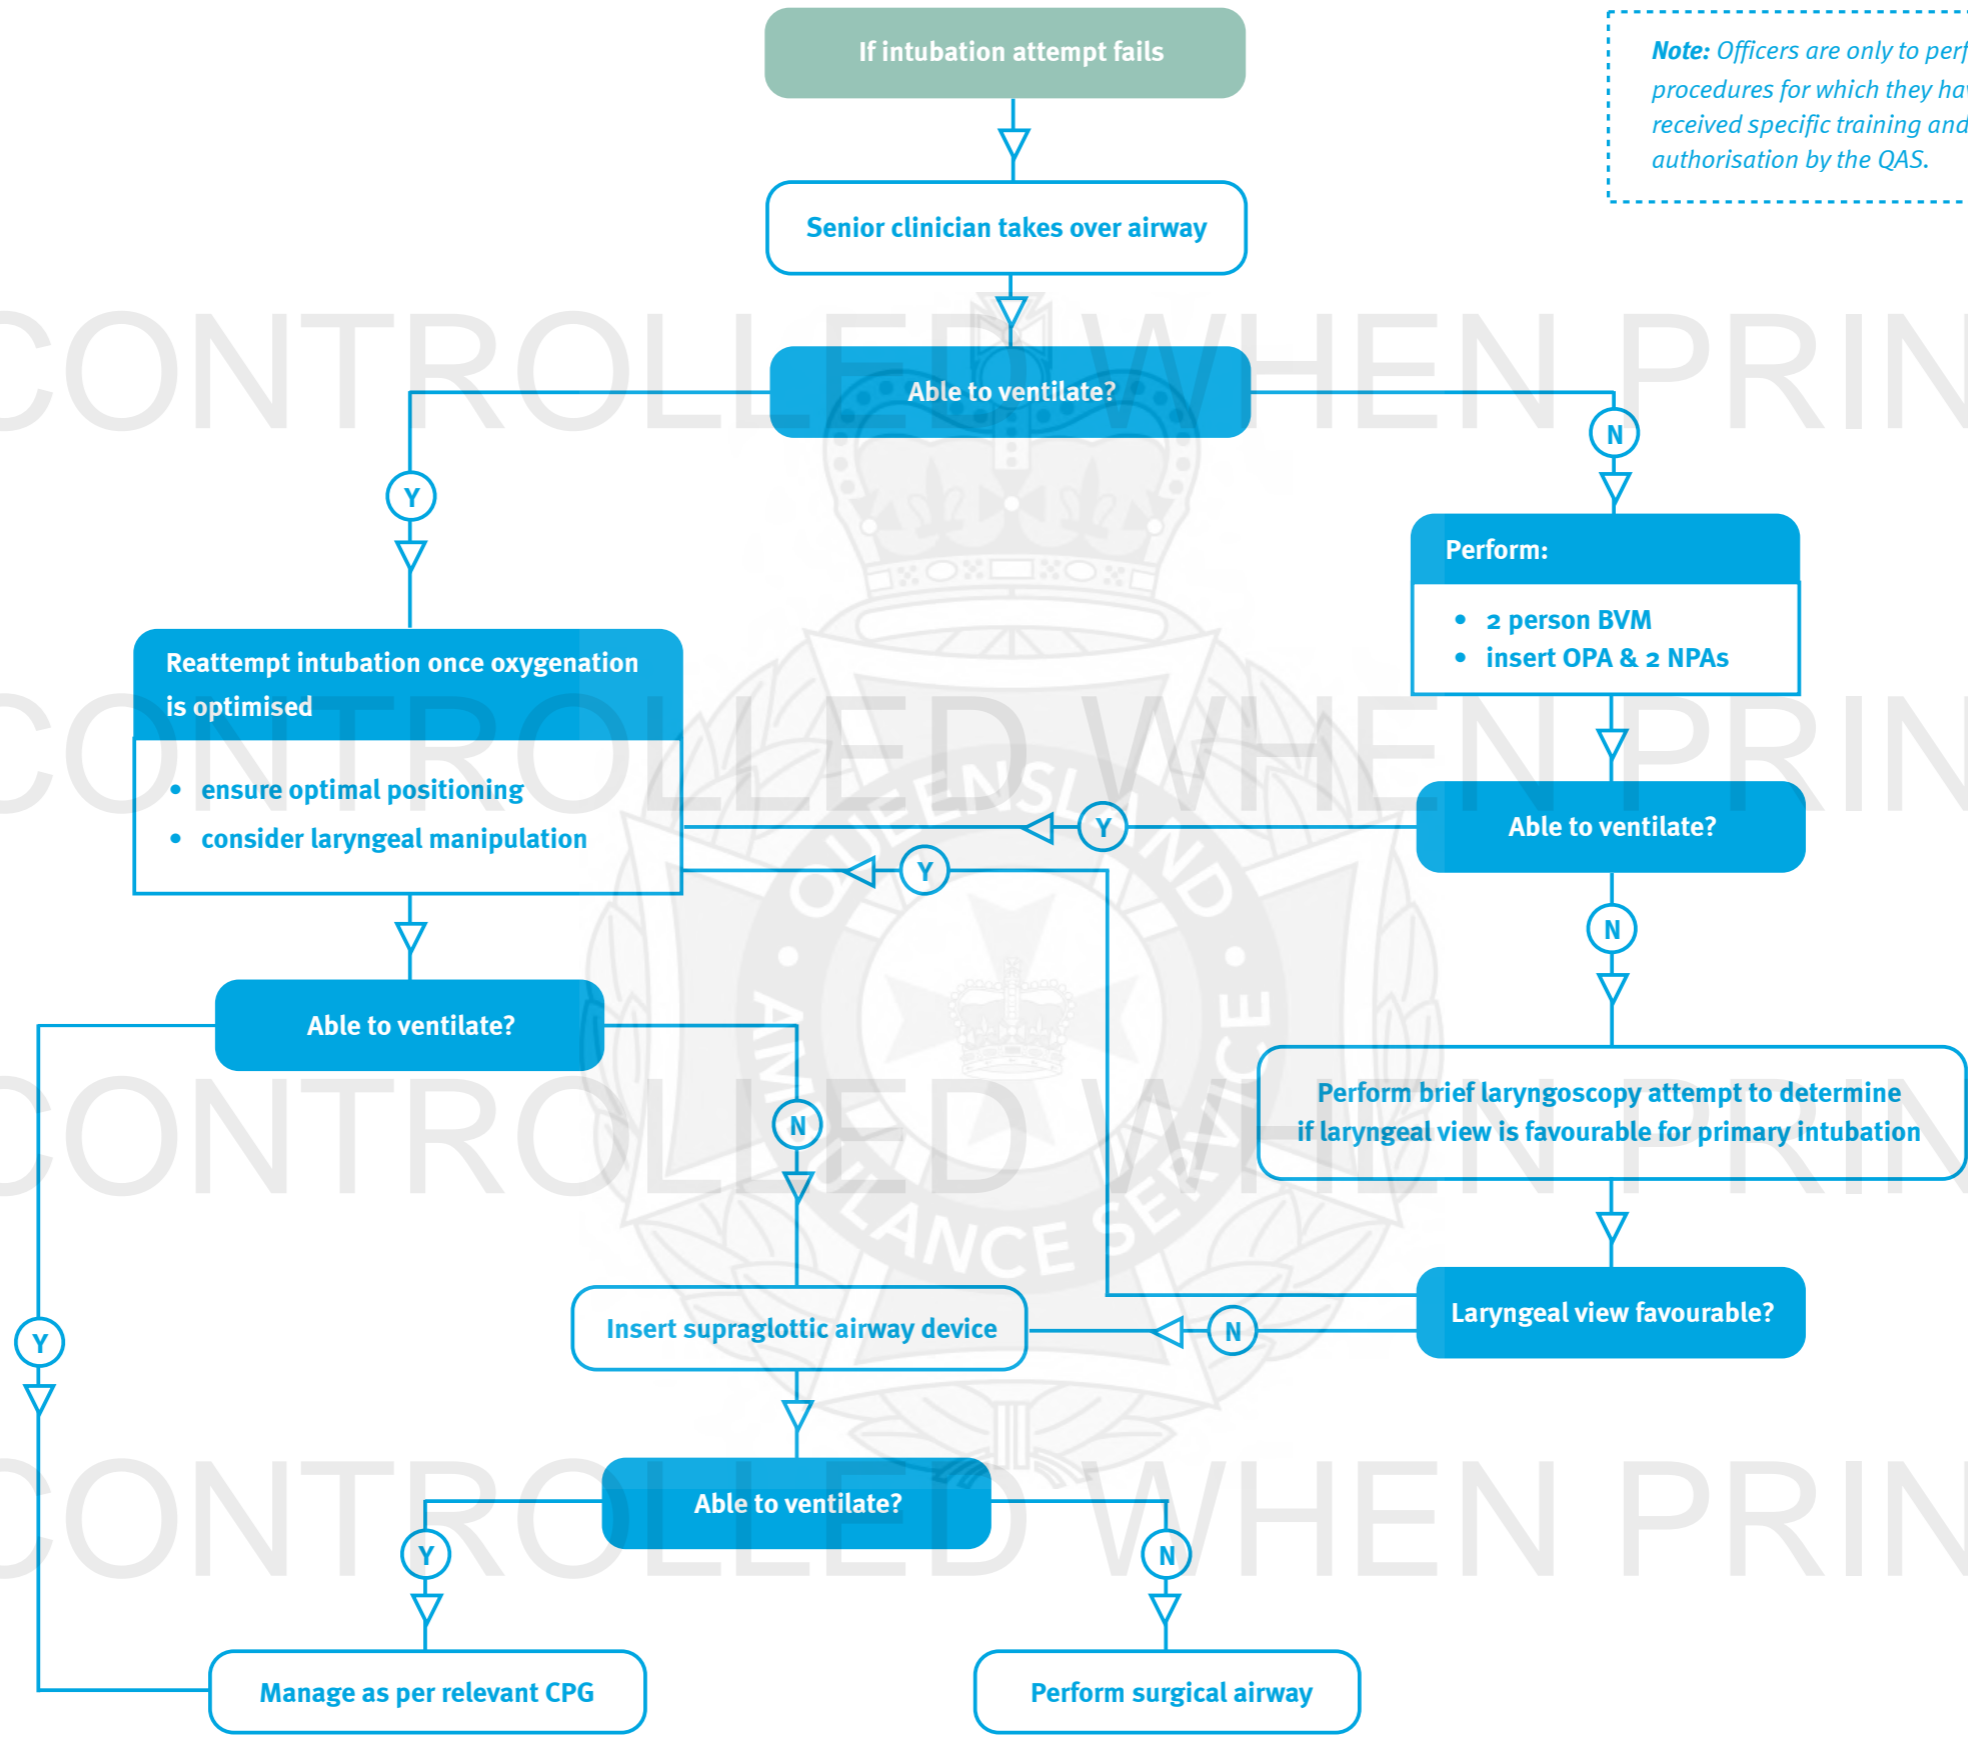 If intubation attempt fails
Note: Officers are only to perf
procedures for which they hav
received specific training and
authorisation by the QAS.
Senior clinician takes over airway
CONTROLLED WHEN PRIN
Able to ventilate?
N
Y
Perform:
• 2 person BVM
• insert OPA & 2 NPAs
Reattempt intubation once oxygenation
is optimised
• ensure optimal positioning
• consider laryngeal manipulation
CONTROLLED WHEN PRIN
Able to ventilate?
Y
Y
N
QUEENSLAND
AMBULANCE SERVICE
Able to ventilate?
N
Perform brief laryngoscopy attempt to determine
if laryngeal view is favourable for primary intubation
CONTROLLED WHEN PRIN
Laryngeal view favourable?
N
Insert supraglottic airway device
Y
Able to ventilate?
CONTROLLED WHEN PRIN
Y
N
Manage as per relevant CPG
Perform surgical airway